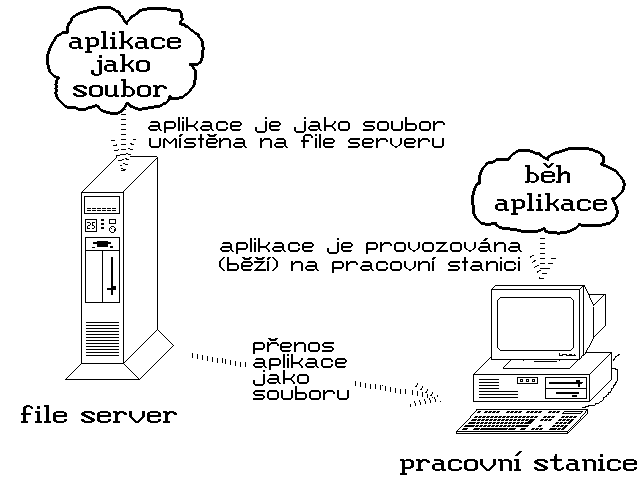 aplikace
jako
soubor
aplikace je jako soubor
umístěna na file serveru
běh
aplikace
aplikace je provozována
(běží) na pracovní stanici
25
přenos
aplikace
jako
souboru
file server
pracovní stanice